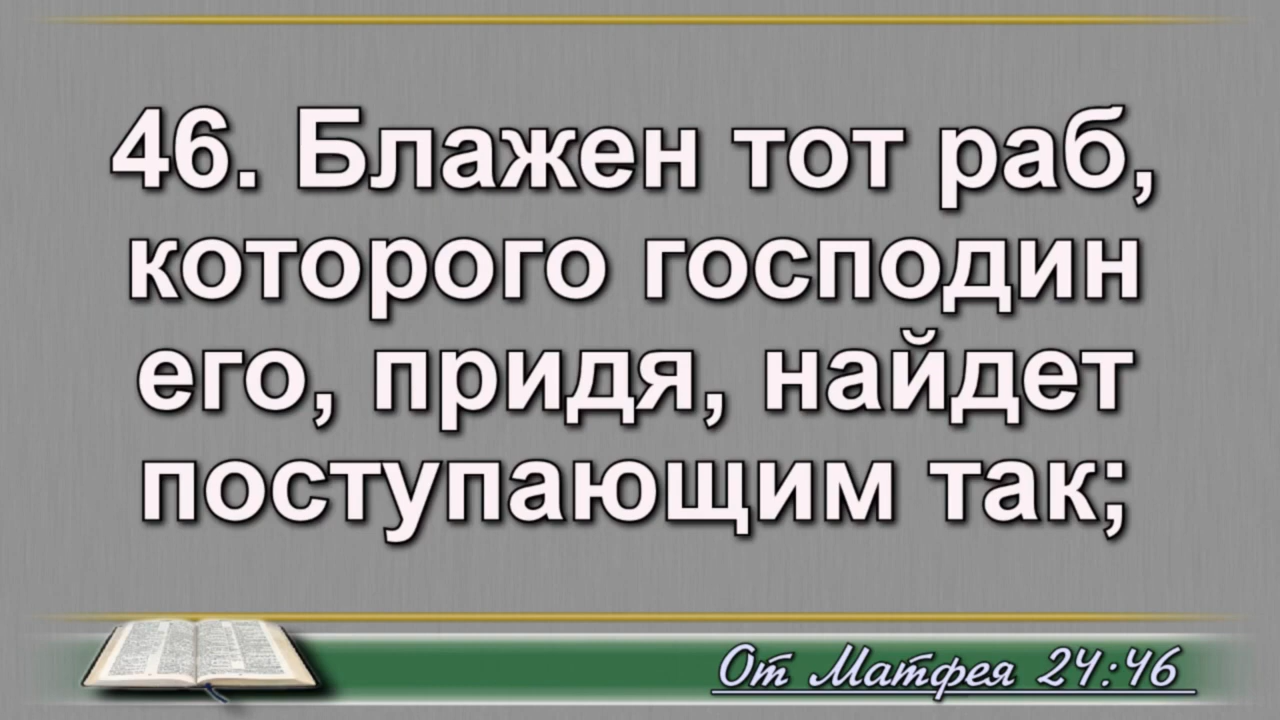 46. Блажен тот раб,
которого господин
его, придя, найдет
поступающим так;
От Матфея 24:46